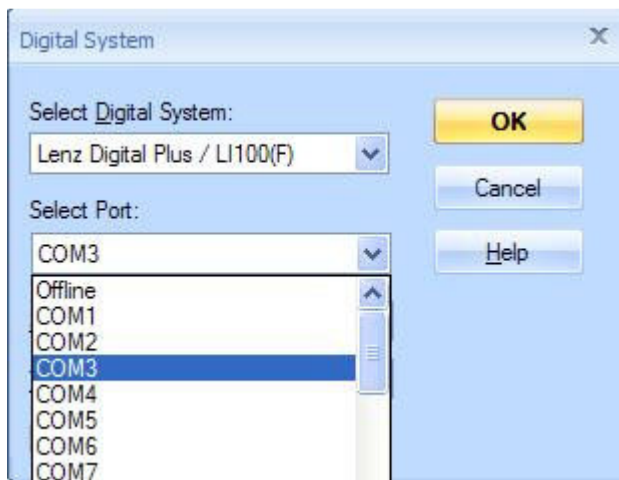 Digital System
Select Digital System:
Lenz Digital Plus / LI100(F)
Select Port:
COM3
Offline
COM1
COM2
COM3
COM4
COM5
COM6
COM7
OK
Cancel
Help